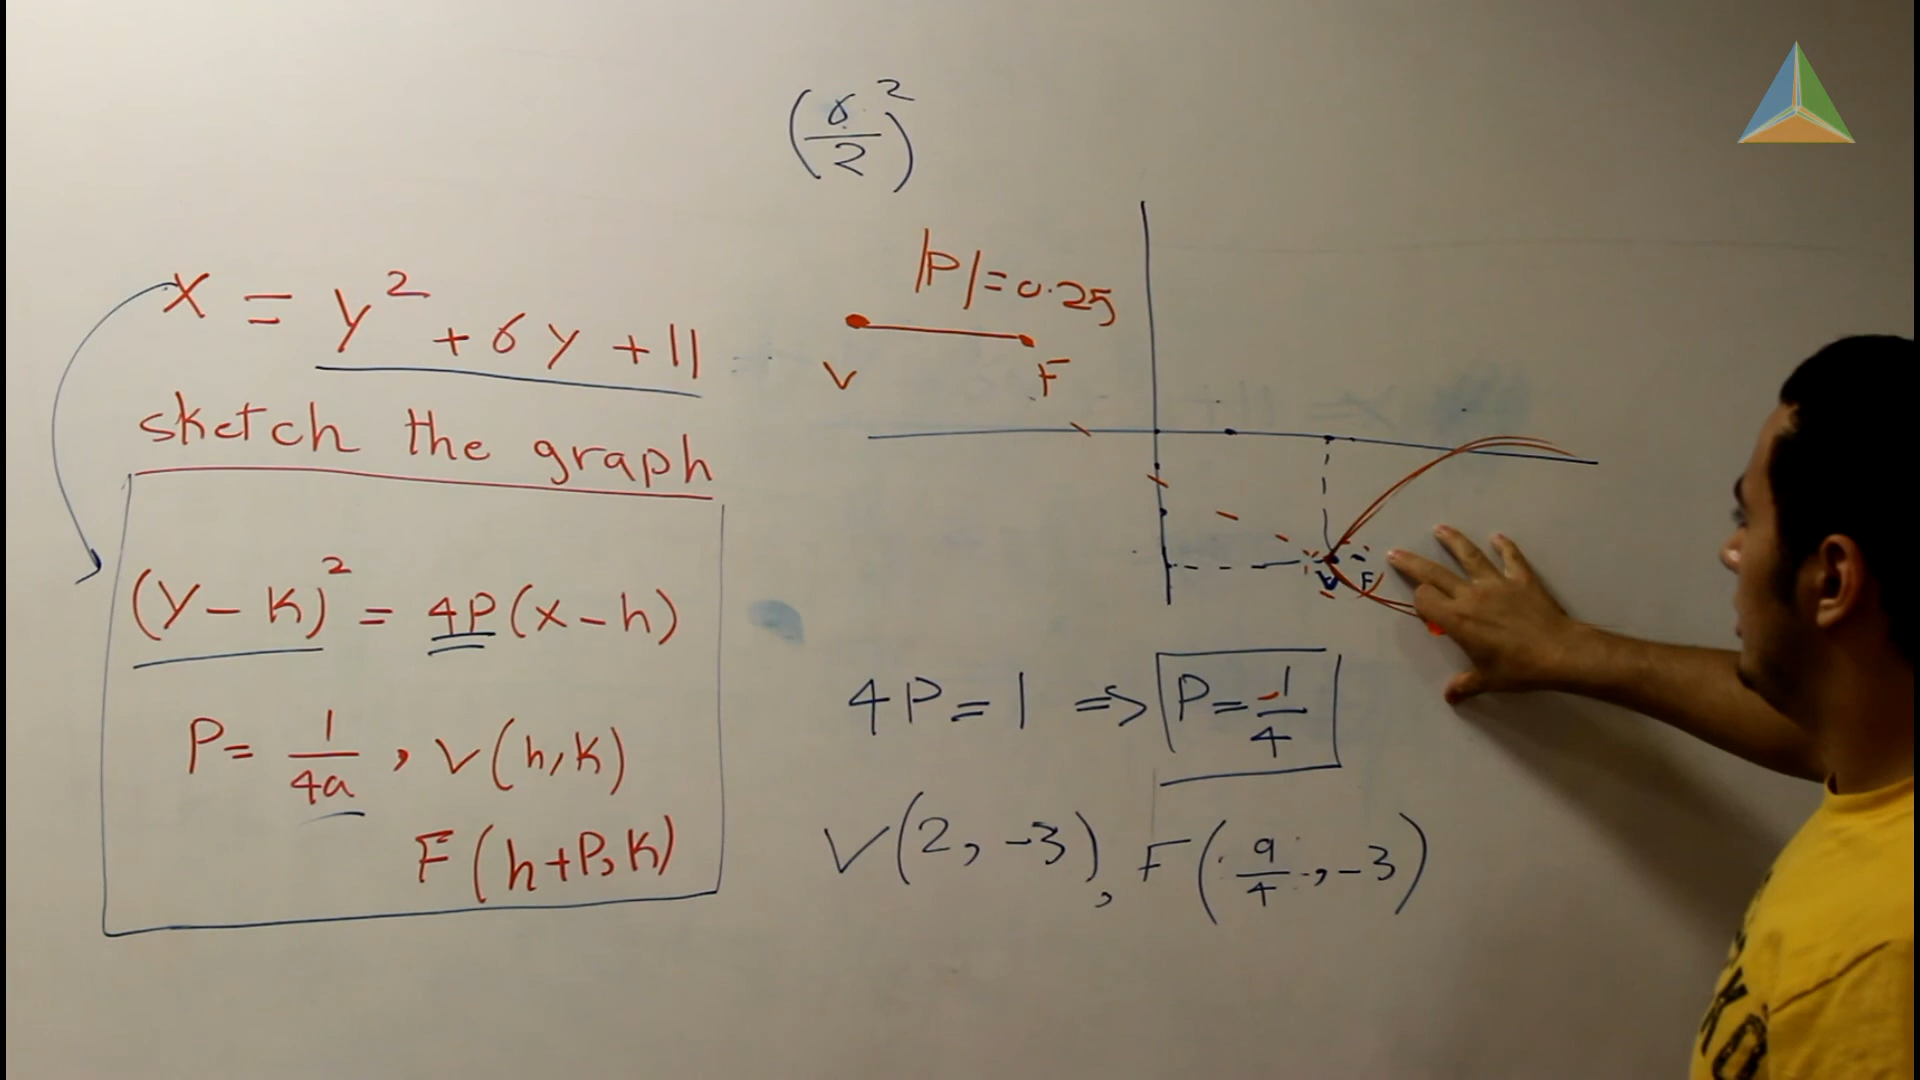 (6/2)²
x = y² + 6y + 11
sketch the graph
(y - k)² = 4P(x - h)
P = 1/4a , V(h, k)
F(h+P, k)
|P| = 0.25
V F
V F
4P = 1 ⇒ P = -1/4
V(2, -3), F(9/4, -3)